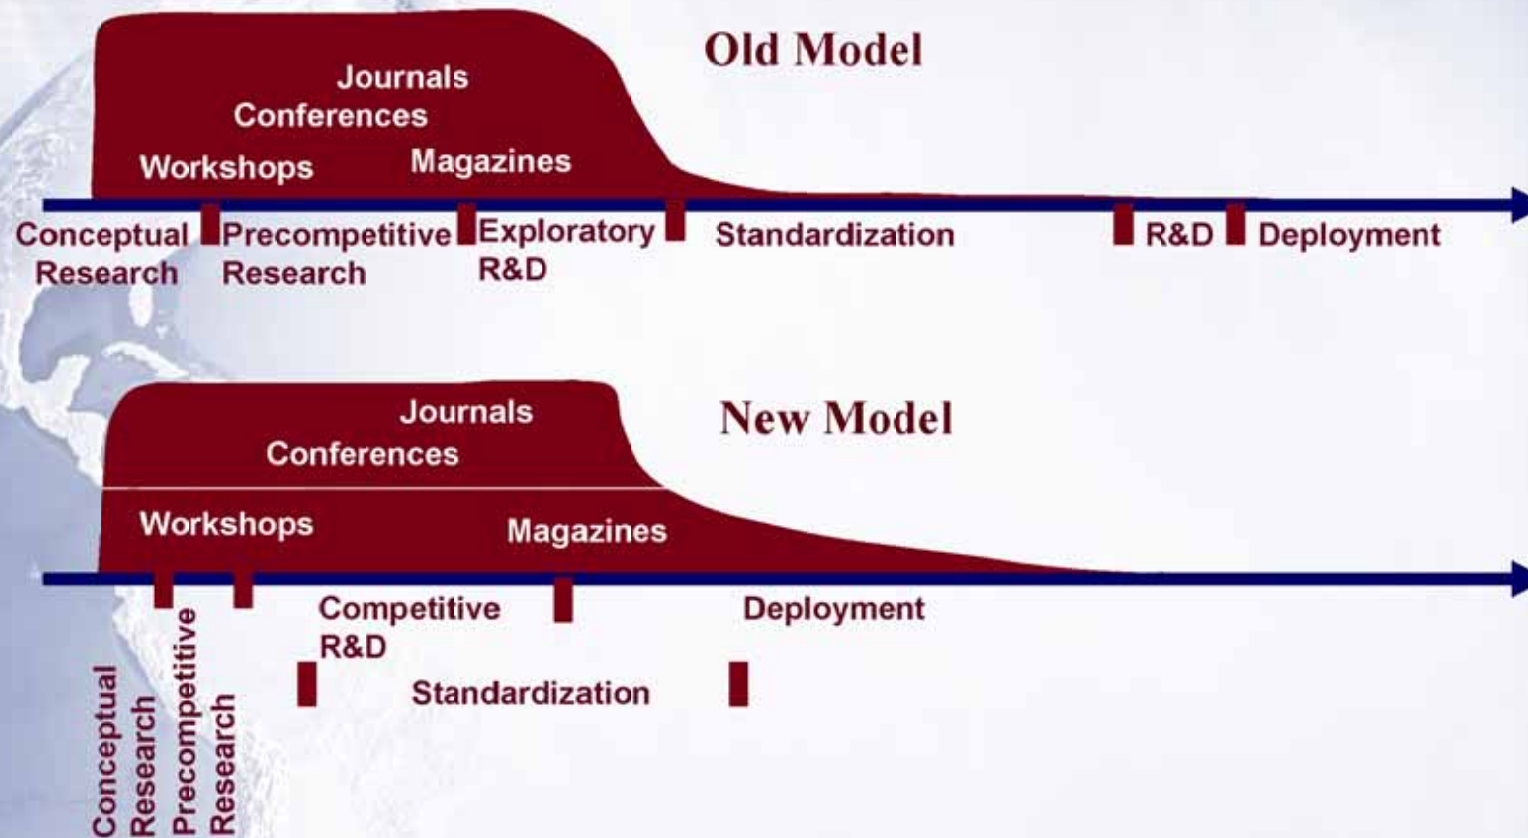 Old Model
Journals
Conferences
Workshops
Magazines
Conceptual
Research
Precompetitive
Research
Exploratory
R&D
Standardization
R&D
Deployment
New Model
Journals
Conferences
Workshops
Magazines
Conceptual
Research
Precompetitive
Research
Competitive
R&D
Standardization
Deployment